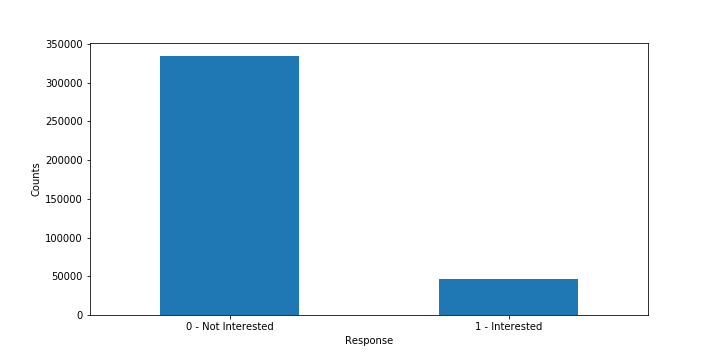 350000
300000
250000
200000
150000
100000
50000
0
Counts
0 - Not Interested
1 - Interested
Response